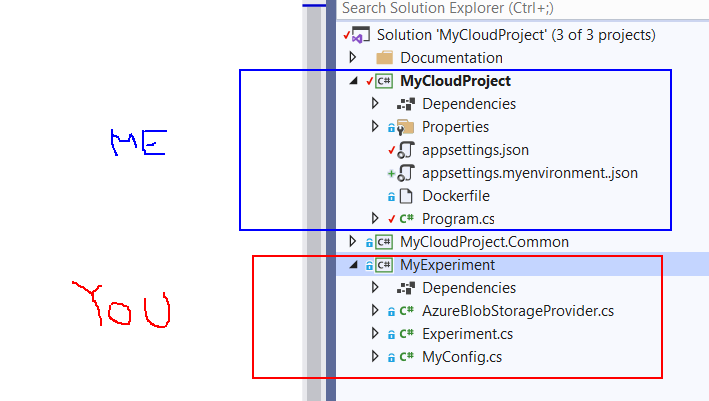 Search Solution Explorer (Ctrl+;)
Solution 'MyCloudProject' (3 of 3 projects)
Documentation
C# MyCloudProject
Dependencies
Properties
ME
appsettings.json
appsettings.myenvironment.json
Dockerfile
C# Program.cs
C# MyCloudProject.Common
C# MyExperiment
Dependencies
YOU
C# AzureBlobStorageProvider.cs
C# Experiment.cs
C# MyConfig.cs